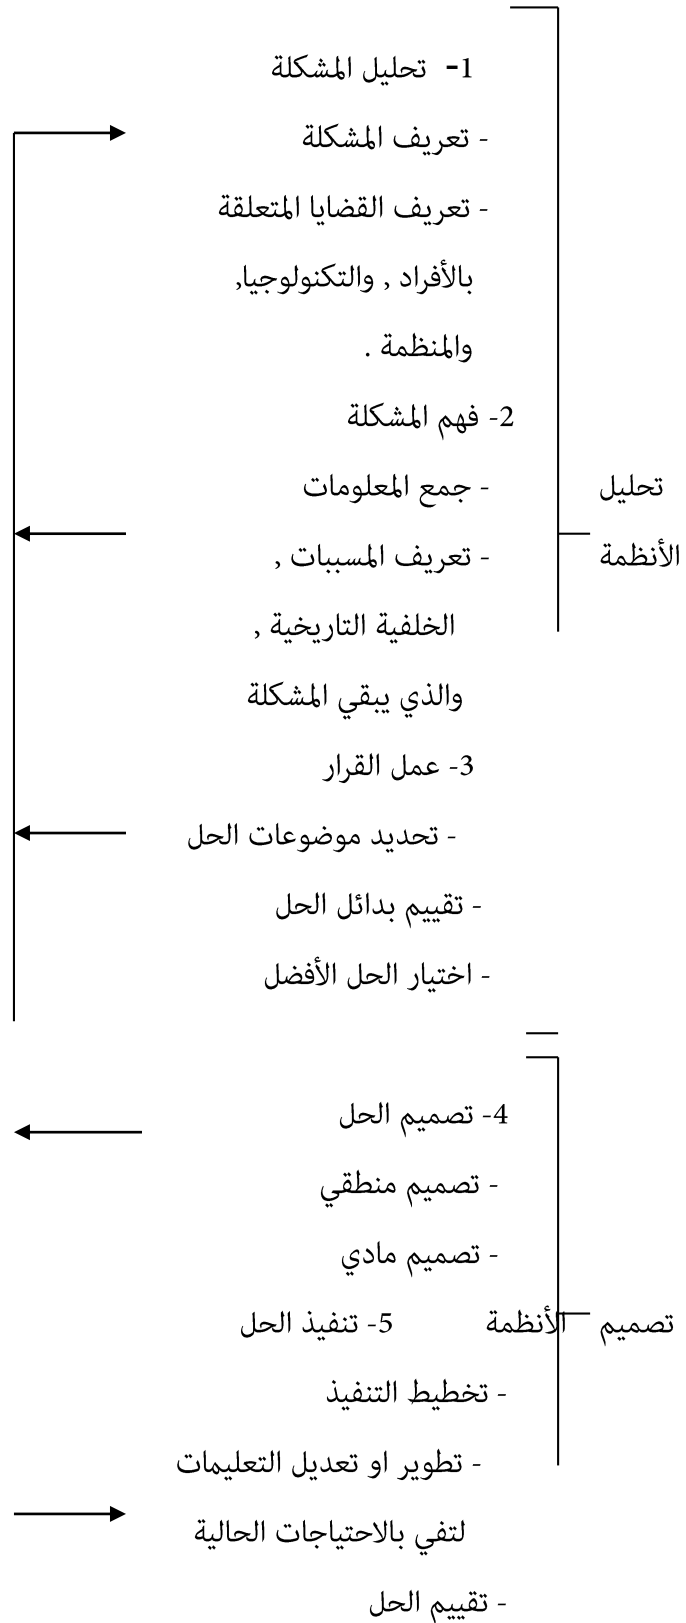 1- تحليل المشكلة
- تعريف المشكلة
- تعريف القضايا المتعلقة
بالأفراد , والتكنولوجيا,
والمنظمة .
2- فهم المشكلة
تحليل
- جمع المعلومات
الأنظمة
- تعريف المسببات ,
الخلفية التاريخية ,
والذي يبقي المشكلة
3- عمل القرار
- تحديد موضوعات الحل
- تقييم بدائل الحل
- اختيار الحل الأفضل
4- تصميم الحل
- تصميم منطقي
- تصميم مادي
تصميم الأنظمة 5- تنفيذ الحل
- تخطيط التنفيذ
- تطوير او تعديل التعليمات
لتفي بالاحتياجات الحالية
- تقييم الحل